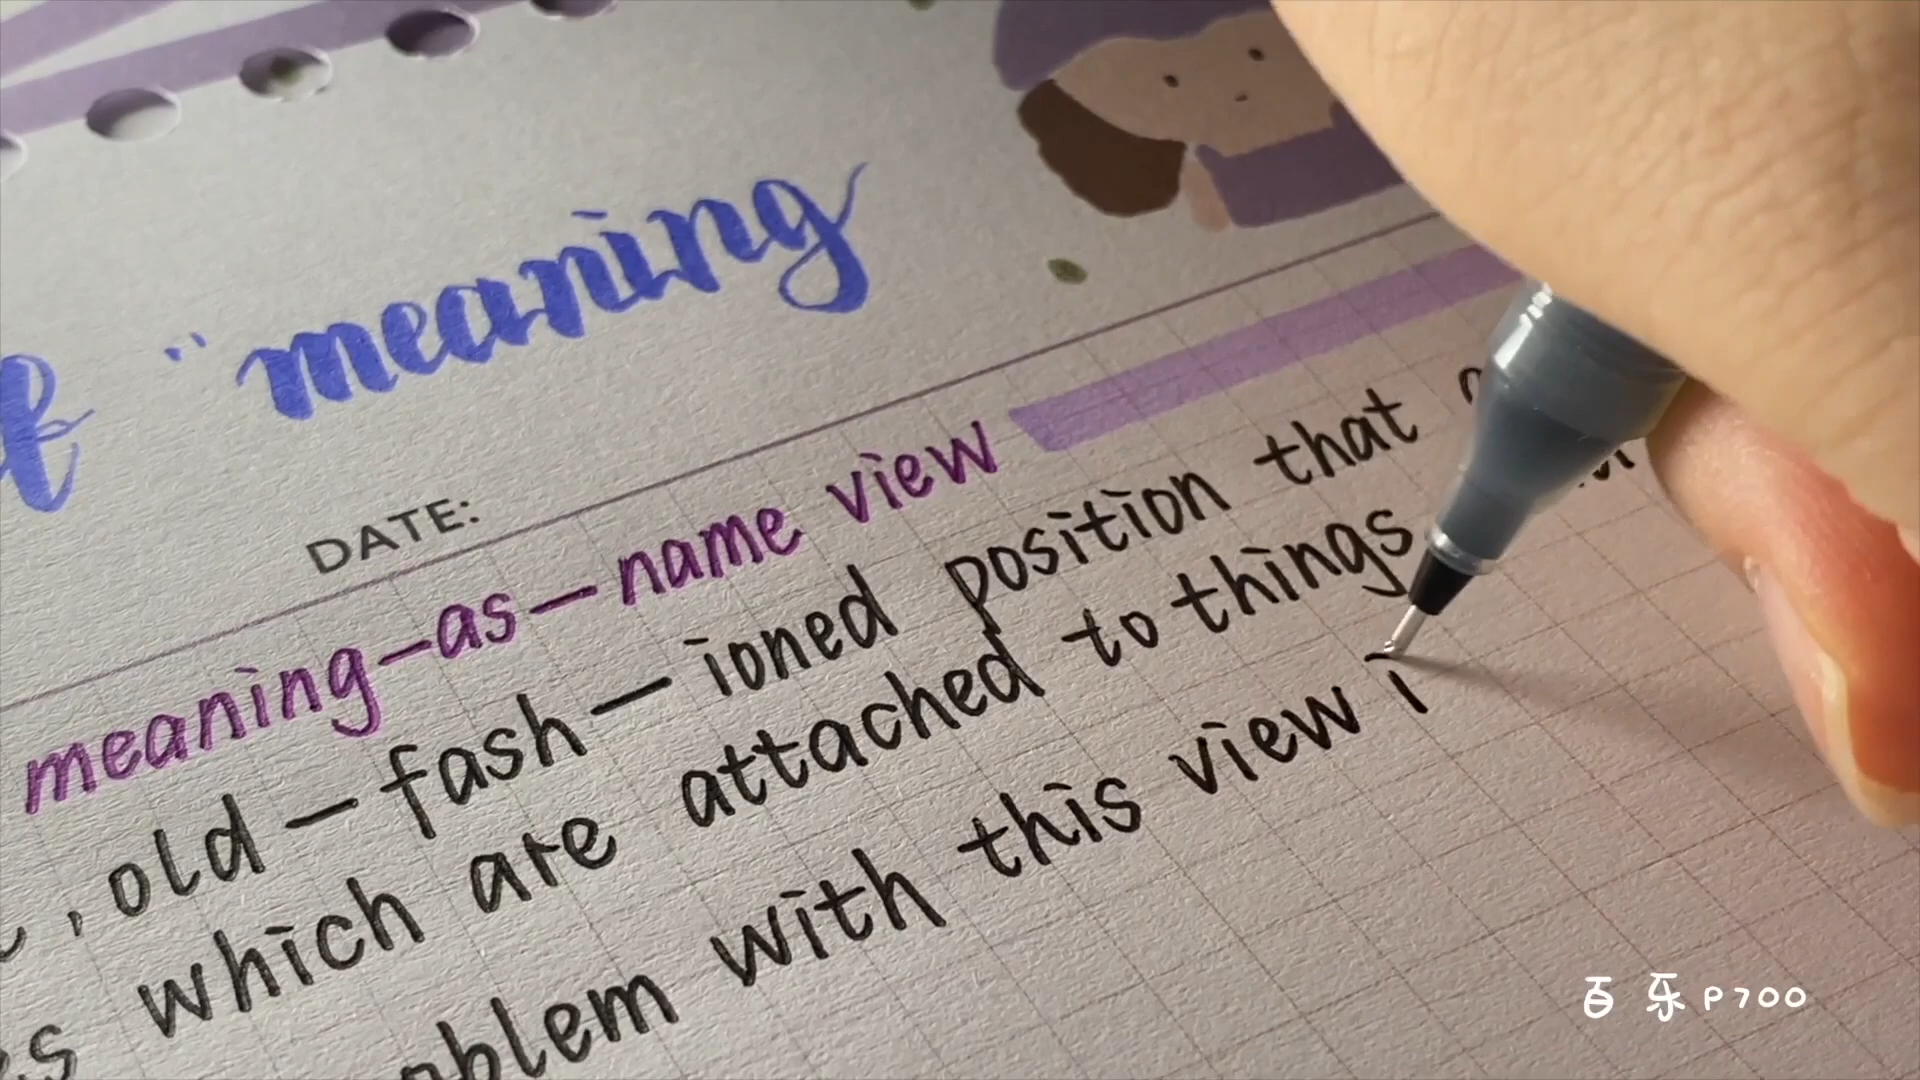 f "meaning
DATE:
meaning-as-name view
, old-fash-ioned position that
which are attached to things
with this view i
百乐 P700